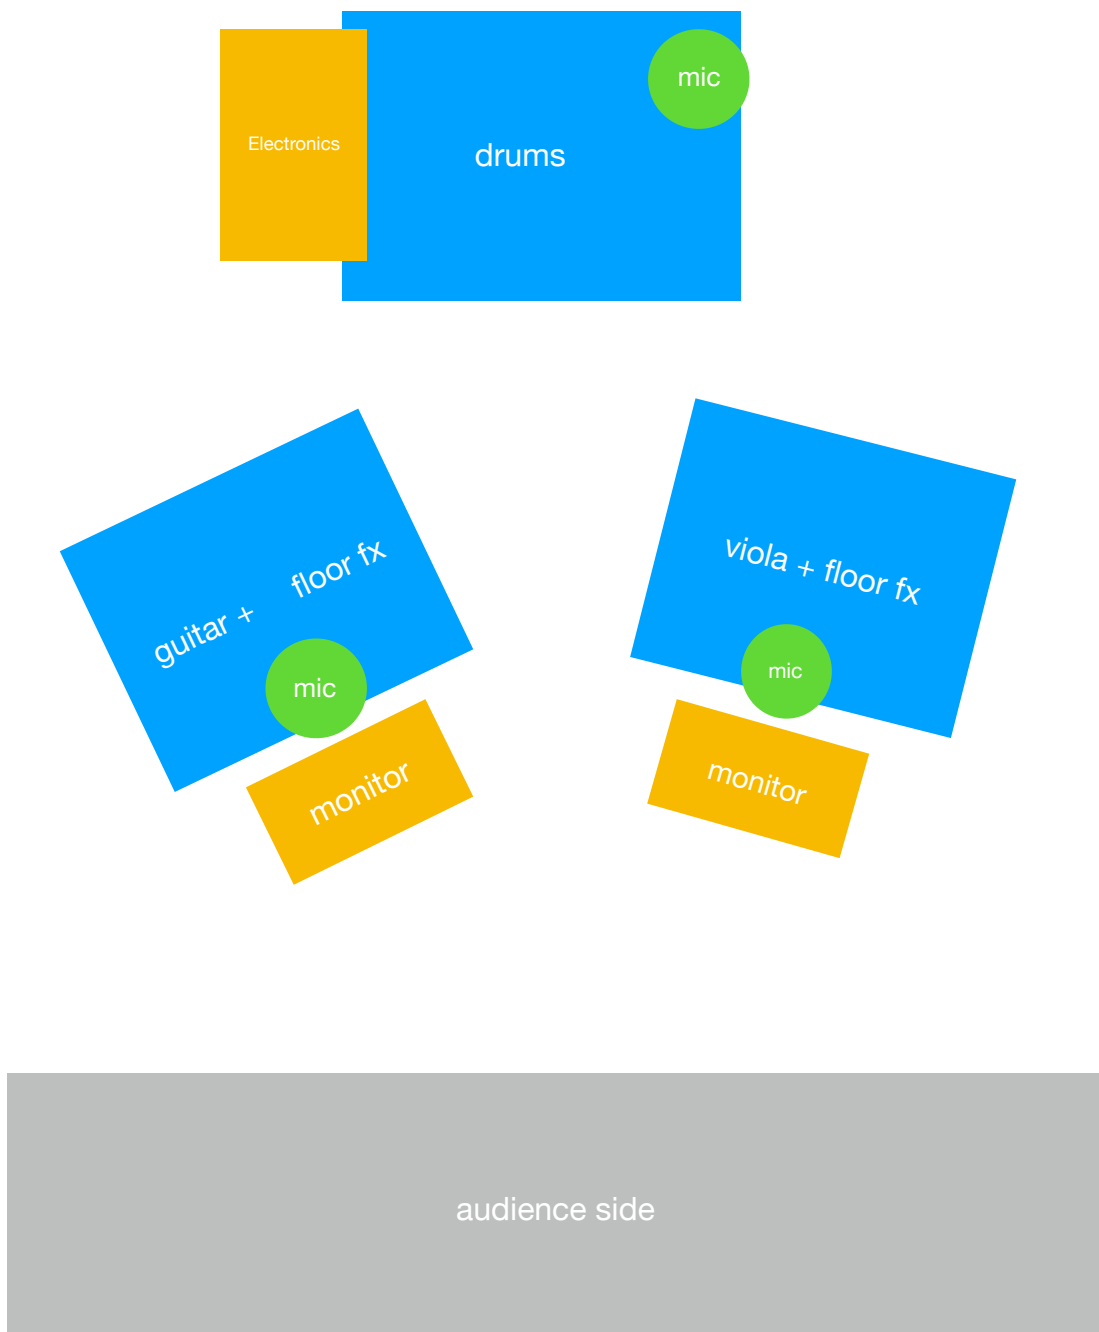 mic
Electronics
drums
guitar + floor fx
viola + floor fx
mic
mic
monitor
monitor
audience side